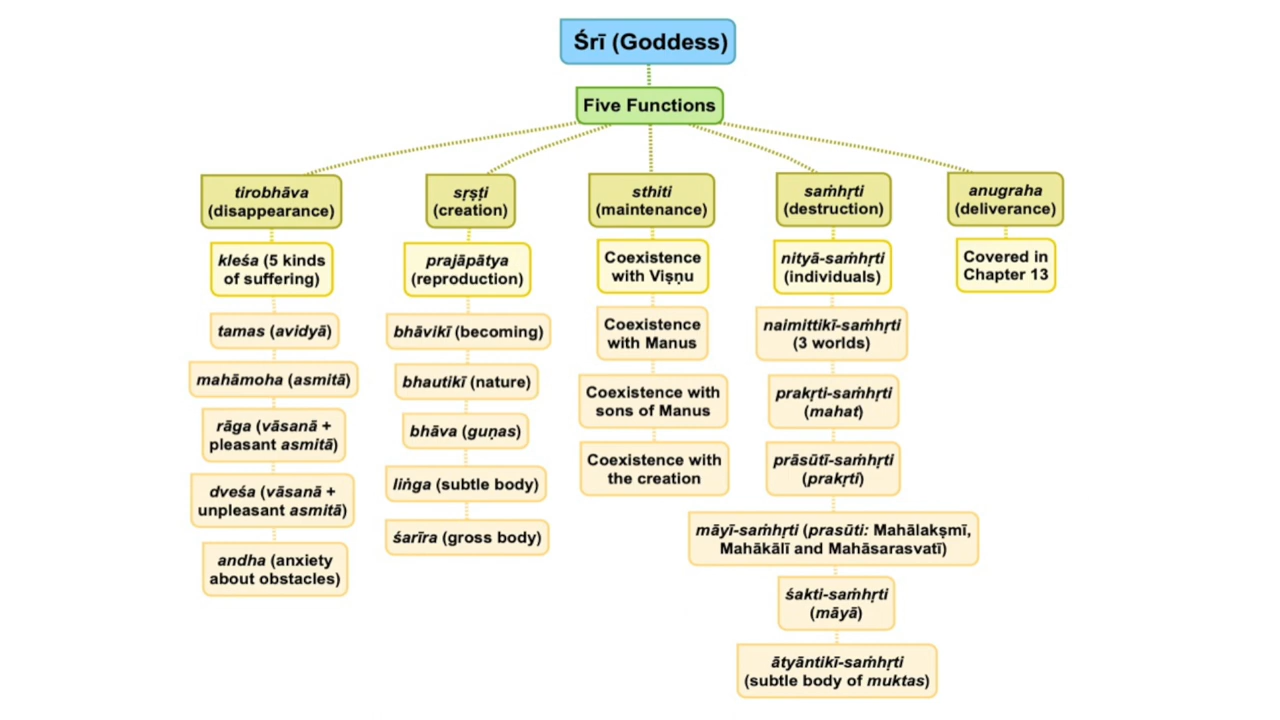 Śrī (Goddess)
Five Functions
tirobhāva
(disappearance)
kleśa (5 kinds
of suffering)
tamas (avidyā)
mahāmoha (asmitā)
rāga (vāsanā +
pleasant asmitā)
dveśa (vāsanā +
unpleasant asmitā)
andha (anxiety
about obstacles)
sṛṣṭi
(creation)
prajāpātya
(reproduction)
bhāvikī (becoming)
bhautikī (nature)
bhāva (guṇas)
liṅga (subtle body)
śarīra (gross body)
sthiti
(maintenance)
Coexistence
with Viṣṇu
Coexistence
with Manus
Coexistence with
sons of Manus
Coexistence with
the creation
saṁhṛti
(destruction)
nityā-saṁhṛti
(individuals)
naimittikī-saṁhṛti
(3 worlds)
prakṛti-saṁhṛti
(mahat)
prāsūtī-saṁhṛti
(prakṛti)
māyī-saṁhṛti (prasūti: Mahālakṣmī,
Mahākālī and Mahāsarasvatī)
śakti-saṁhṛti
(māyā)
ātyāntikī-saṁhṛti
(subtle body of muktas)
anugraha
(deliverance)
Covered in
Chapter 13